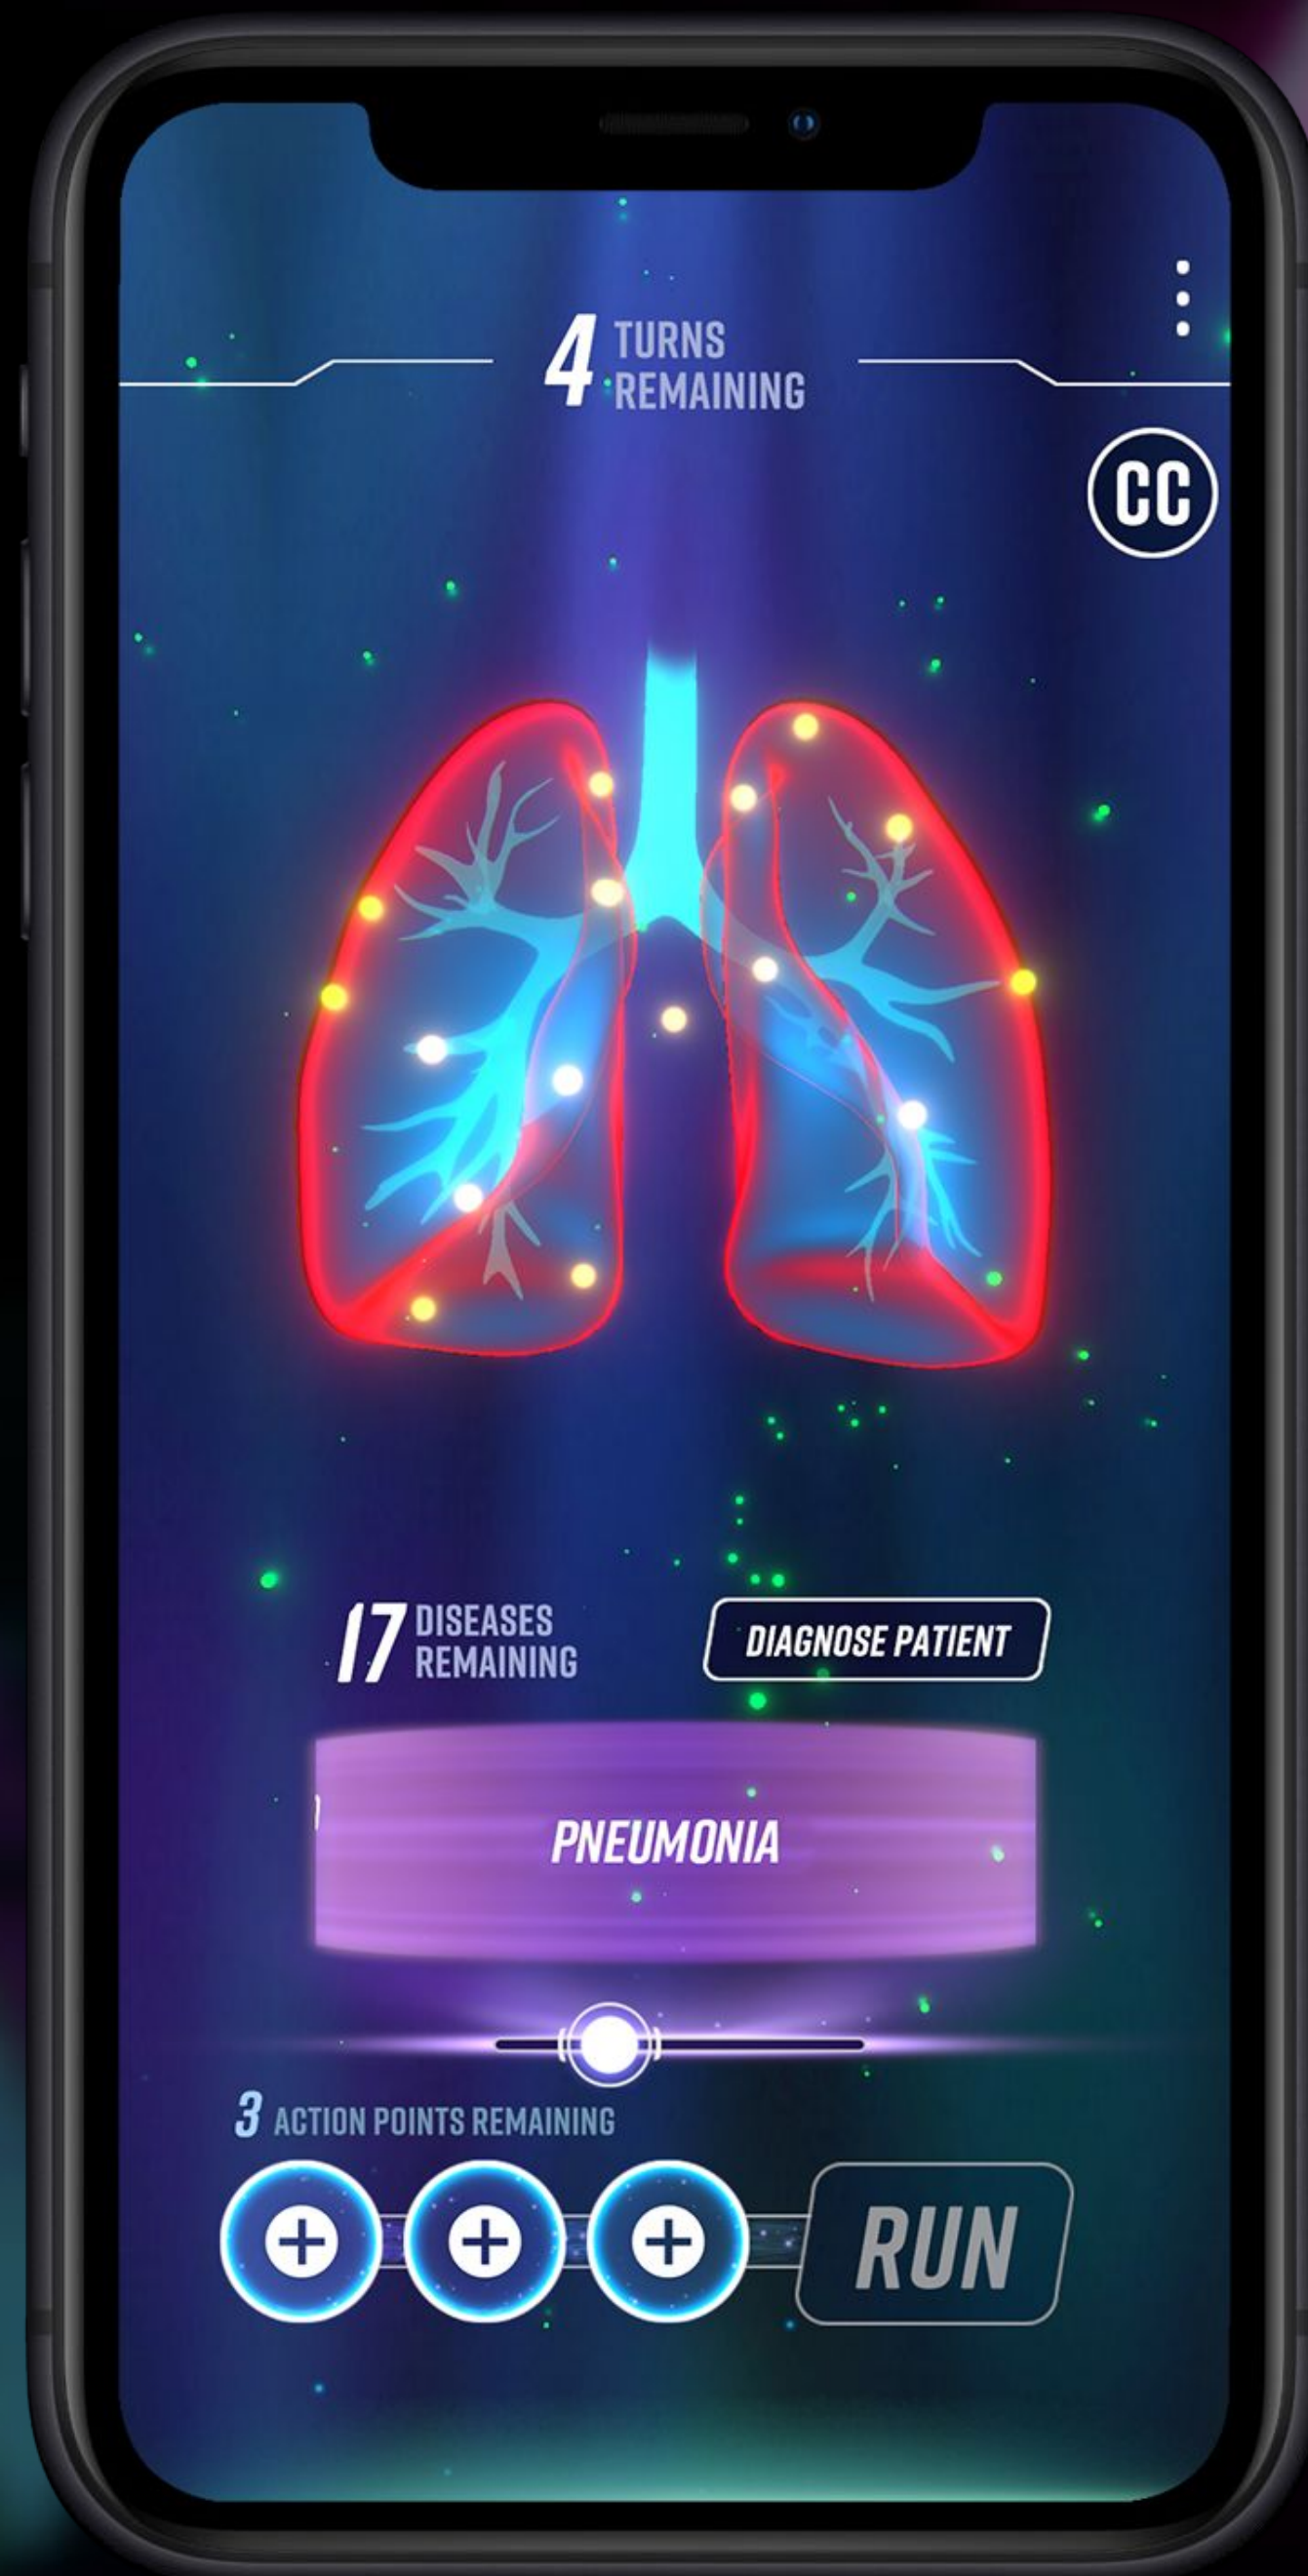 4 TURNS
REMAINING
CC
17 DISEASES
REMAINING
DIAGNOSE PATIENT
PNEUMONIA
3 ACTION POINTS REMAINING
RUN